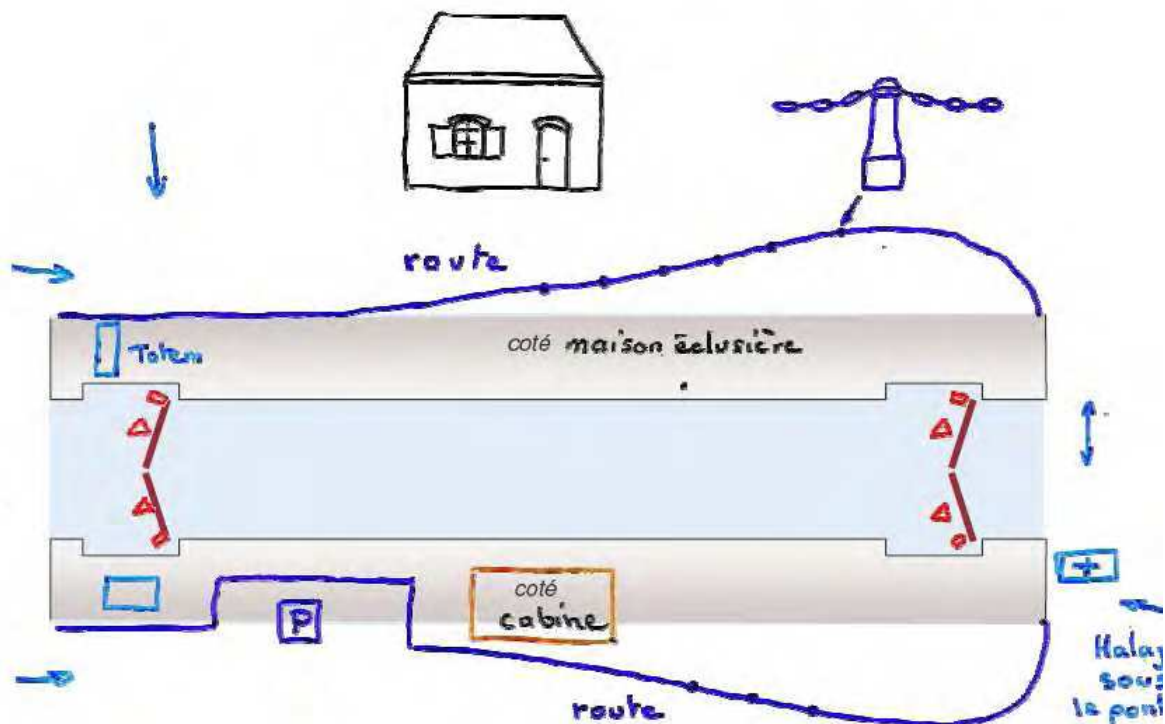 route
coté maison éclusière
Totem
P
coté
cabine
+
Halag
sous
le pont
route